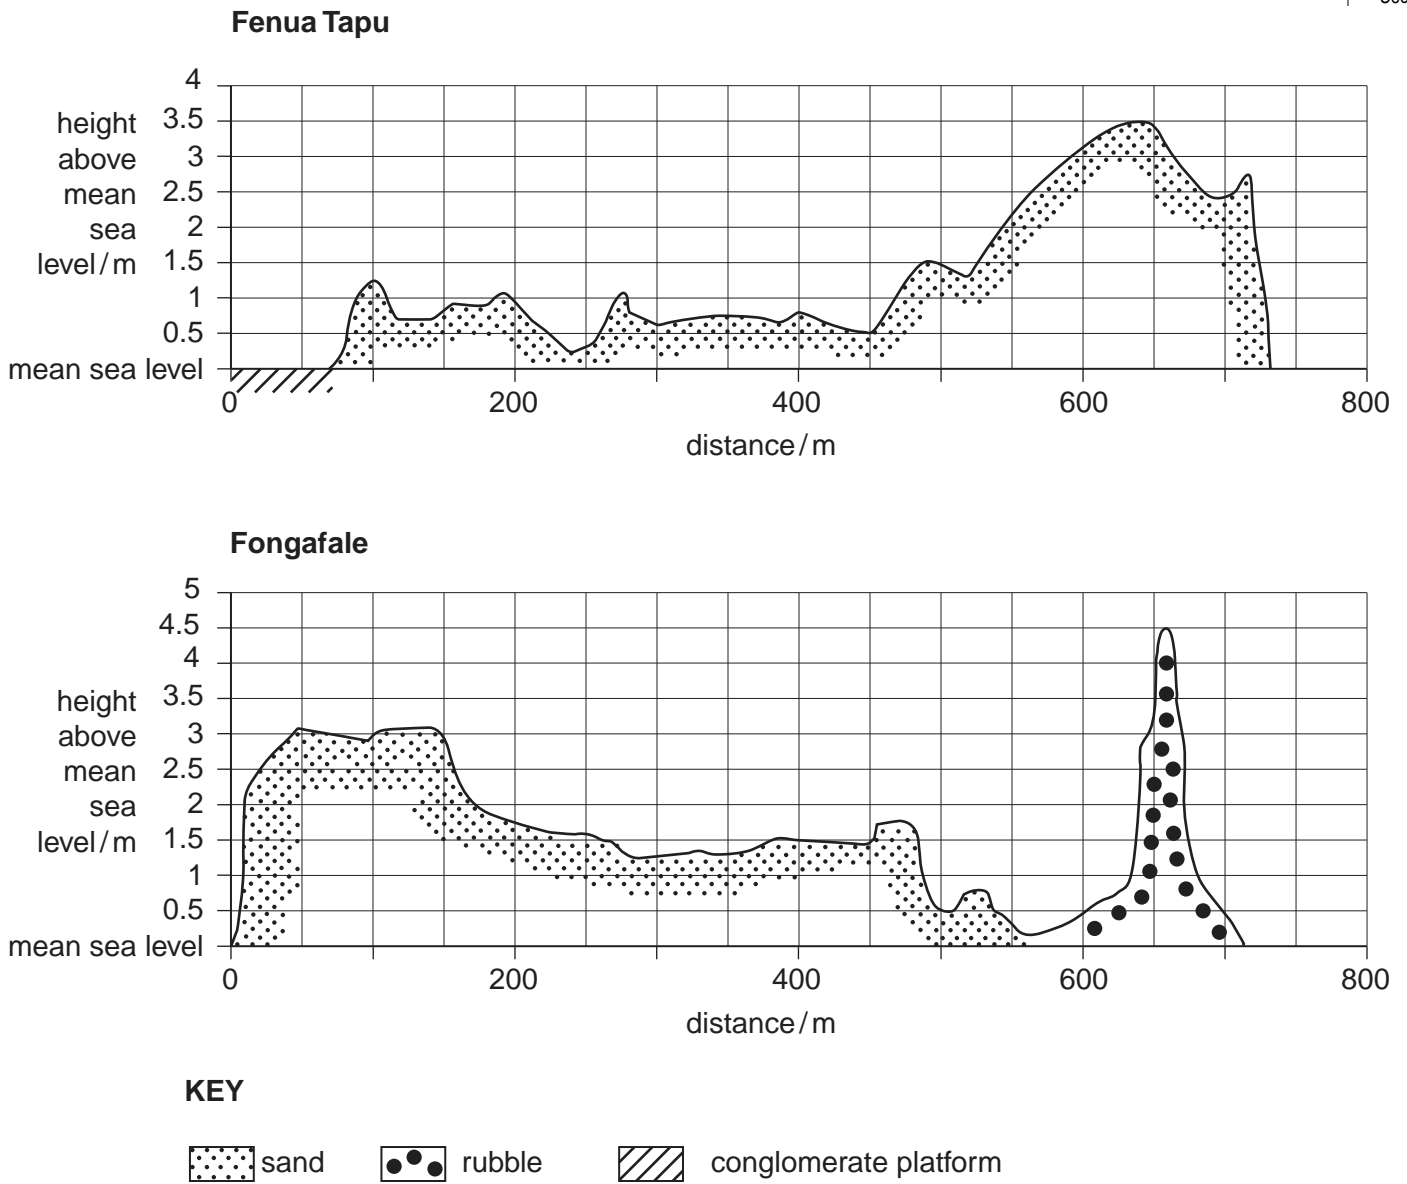 Fenua Tapu
4
3.5
3
2.5
2
1.5
1
0.5
mean sea level
height
above
mean
sea
level / m
0 200 400 600 800
distance / m
Fongafale
5
4.5
4
3.5
3
2.5
2
1.5
1
0.5
mean sea level
height
above
mean
sea
level / m
0 200 400 600 800
distance / m
KEY
sand rubble conglomerate platform